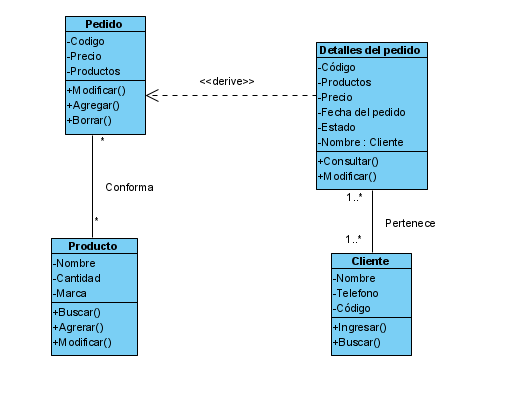 Pedido
-Codigo
-Precio
-Productos
+Modificar()
+Agregar()
+Borrar()
<<derive>>
Detalles del pedido
-Código
-Productos
-Precio
-Fecha del pedido
-Estado
-Nombre : Cliente
+Consultar()
+Modificar()
*
Conforma
*
1..*
Pertenece
1..*
Producto
-Nombre
-Cantidad
-Marca
+Buscar()
+Agrerar()
+Modificar()
Cliente
-Nombre
-Telefono
-Código
+Ingresar()
+Buscar()